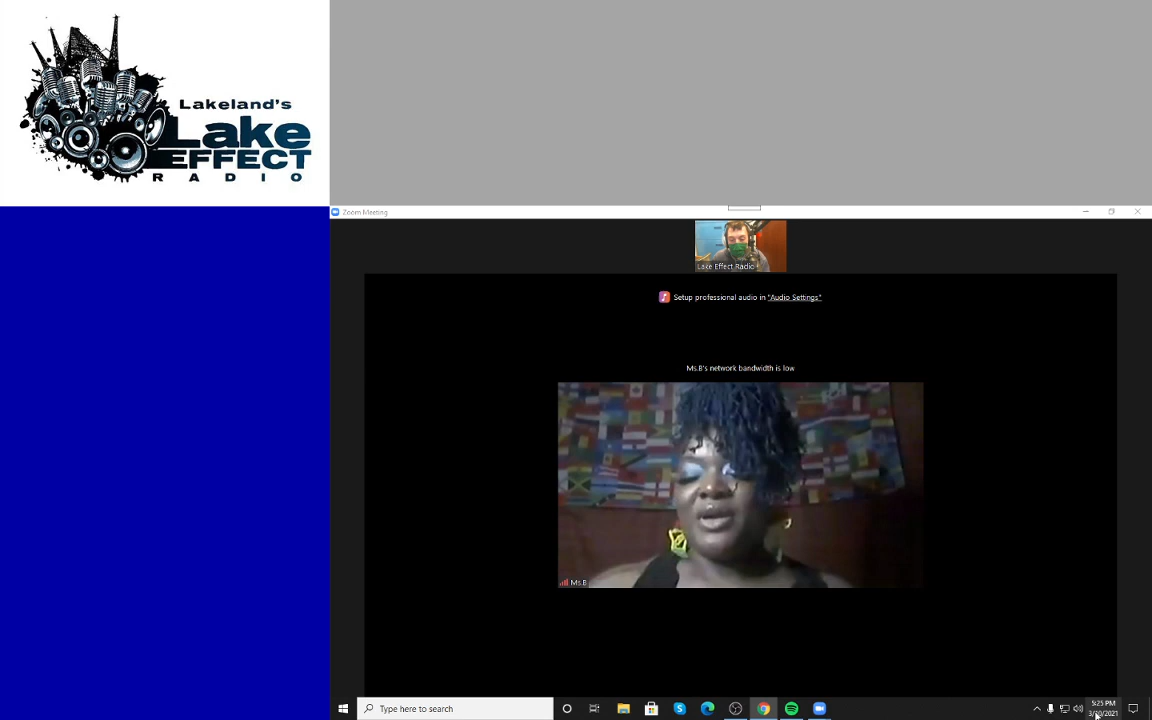 Lakeland's
Lake
EFFECT
RADIO
Zoom Meeting
Lake Effect Radio
Setup professional audio in "Audio Settings"
Ms.B's network bandwidth is low
Ms.B
Type here to search
5:25 PM